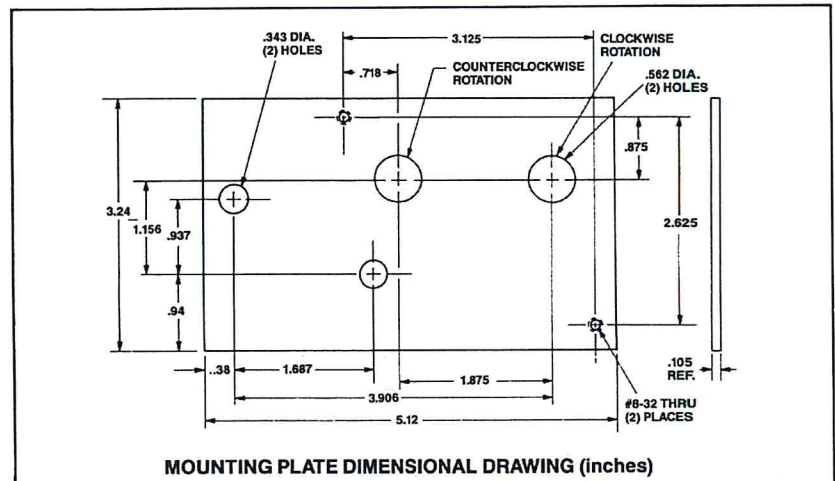 .343 DIA.
(2) HOLES
3.125
CLOCKWISE
ROTATION
.718
COUNTERCLOCKWISE
ROTATION
.562 DIA.
(2) HOLES
.875
3.24
1.156
.937
2.625
.94
..38
1.687
1.875
.105
REF.
3.906
#8-32 THRU
(2) PLACES
5.12
MOUNTING PLATE DIMENSIONAL DRAWING (inches)